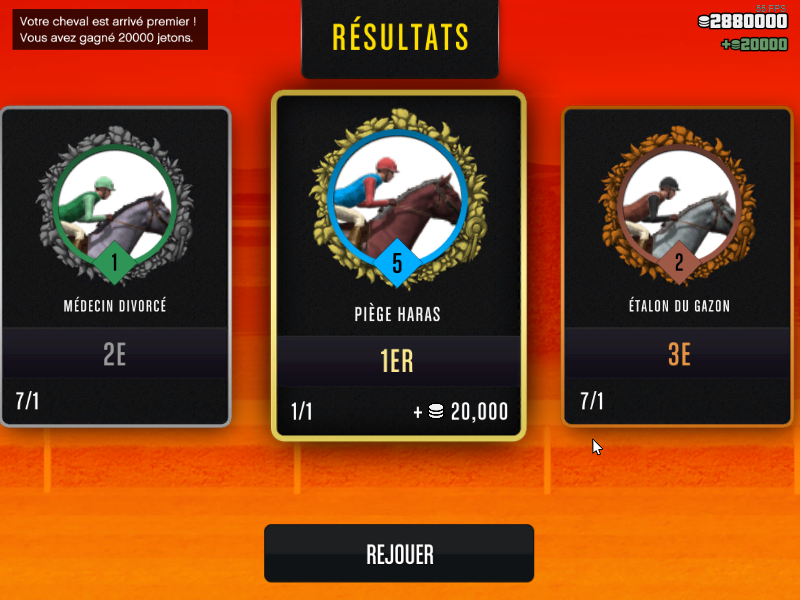 Votre cheval est arrivé premier !
Vous avez gagné 20000 jetons.
RÉSULTATS
2880000
+20000
1
MÉDECIN DIVORCÉ
2E
7/1
5
PIÈGE HARAS
1ER
1/1 + 20,000
2
ÉTALON DU GAZON
3E
7/1
REJOUER